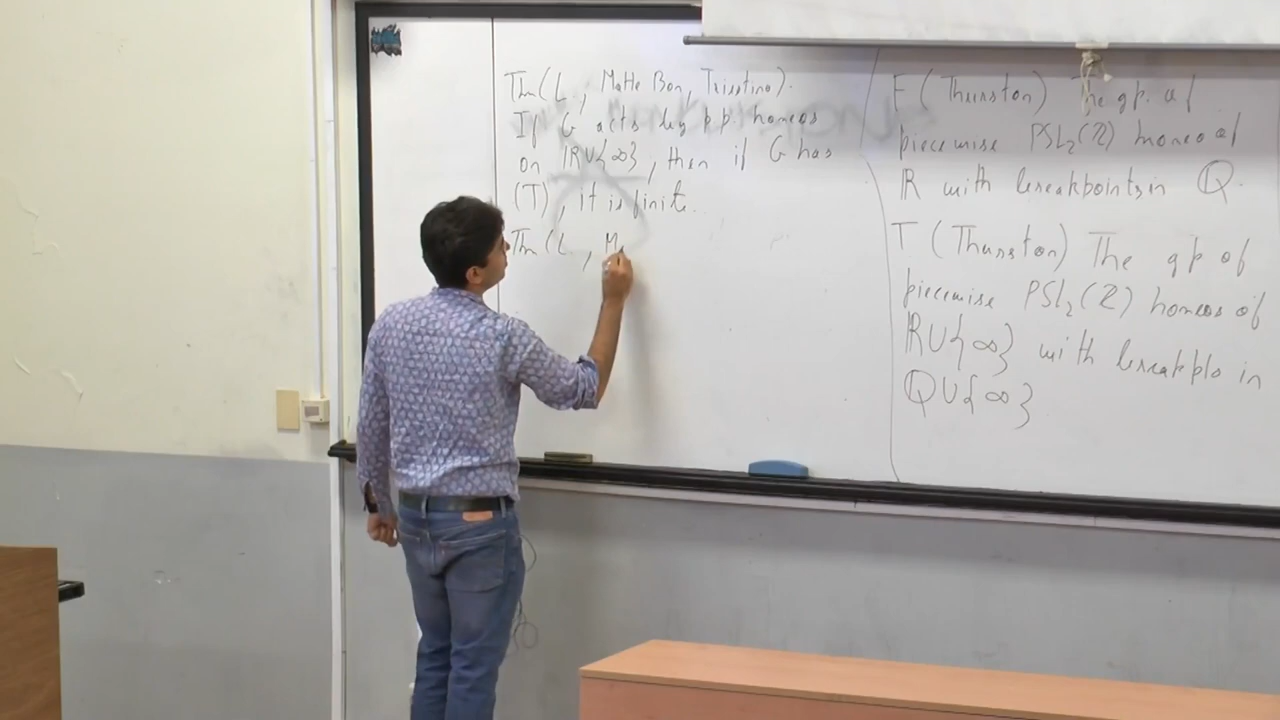 Thm (L., Matte Bon, Triestino).
If G acts by p.p. homeos
on ℝ∪{∞}, then if G has
(T), it is finite.
Thm (L., M
F (Thurston) The gp. of
piecewise PSL₂(ℤ) homeo of
ℝ with breakpoints in ℚ.
T (Thurston) The gp of
piecewise PSL₂(ℤ) homeos of
ℝ∪{∞} with breakpts in
ℚ∪{∞}